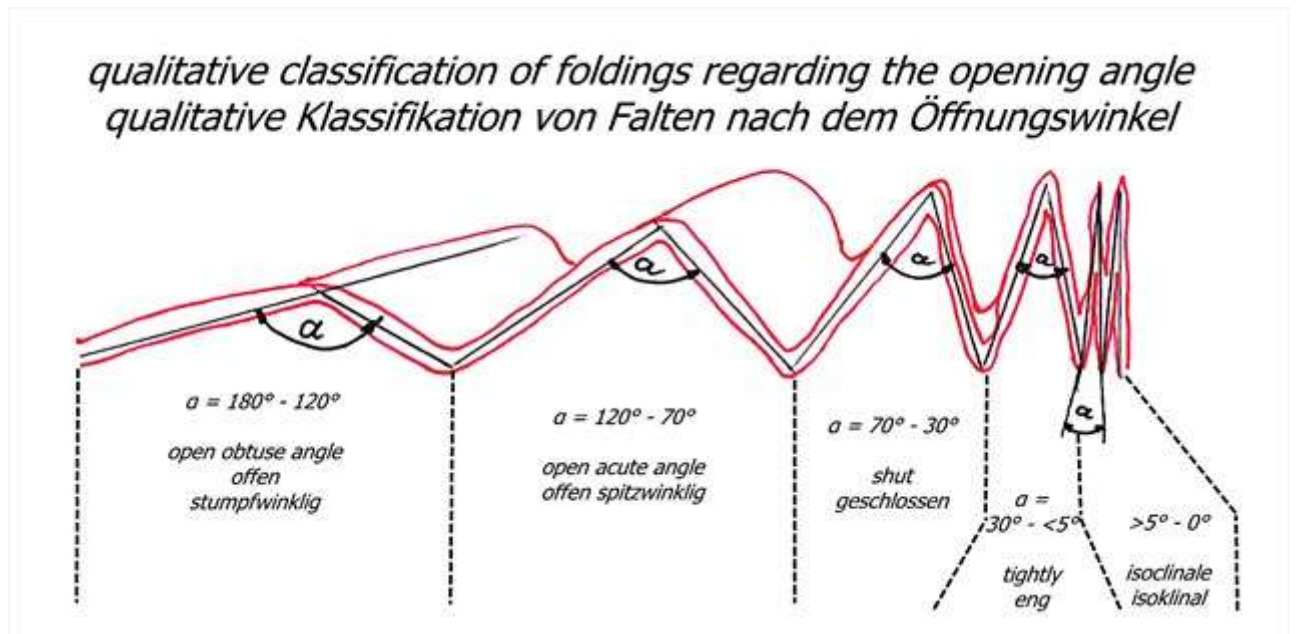 qualitative classification of foldings regarding the opening angle
qualitative Klassifikation von Falten nach dem Öffnungswinkel
α
α
α
α
α
α = 180° - 120°
open obtuse angle
offen
stumpfwinklig
α = 120° - 70°
open acute angle
offen spitzwinklig
α = 70° - 30°
shut
geschlossen
α =
30° - <5°
tightly
eng
>5° - 0°
isoclinale
isoklinal